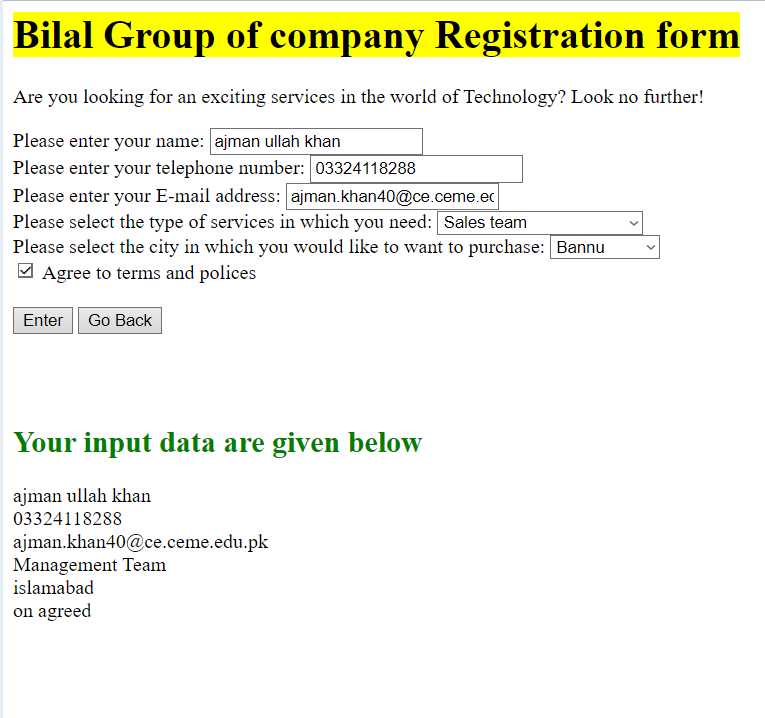 Bilal Group of company Registration form
Are you looking for an exciting services in the world of Technology? Look no further!
Please enter your name: ajman ullah khan
Please enter your telephone number: 03324118288
Please enter your E-mail address: ajman.khan40@ce.ceme.ec
Please select the type of services in which you need: Sales team
Please select the city in which you would like to want to purchase: Bannu
Agree to terms and polices
Enter Go Back
Your input data are given below
ajman ullah khan
03324118288
ajman.khan40@ce.ceme.edu.pk
Management Team
islamabad
on agreed